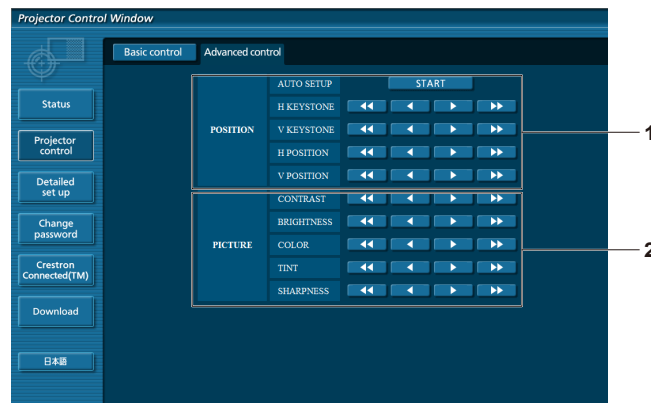 Projector Control Window
Basic control
Advanced control
Status
Projector
control
Detailed
set up
Change
password
Crestron
Connected(TM)
Download
日本語
POSITION
AUTO SETUP
START
H KEYSTONE
V KEYSTONE
H POSITION
V POSITION
1
PICTURE
CONTRAST
BRIGHTNESS
COLOR
TINT
SHARPNESS
2